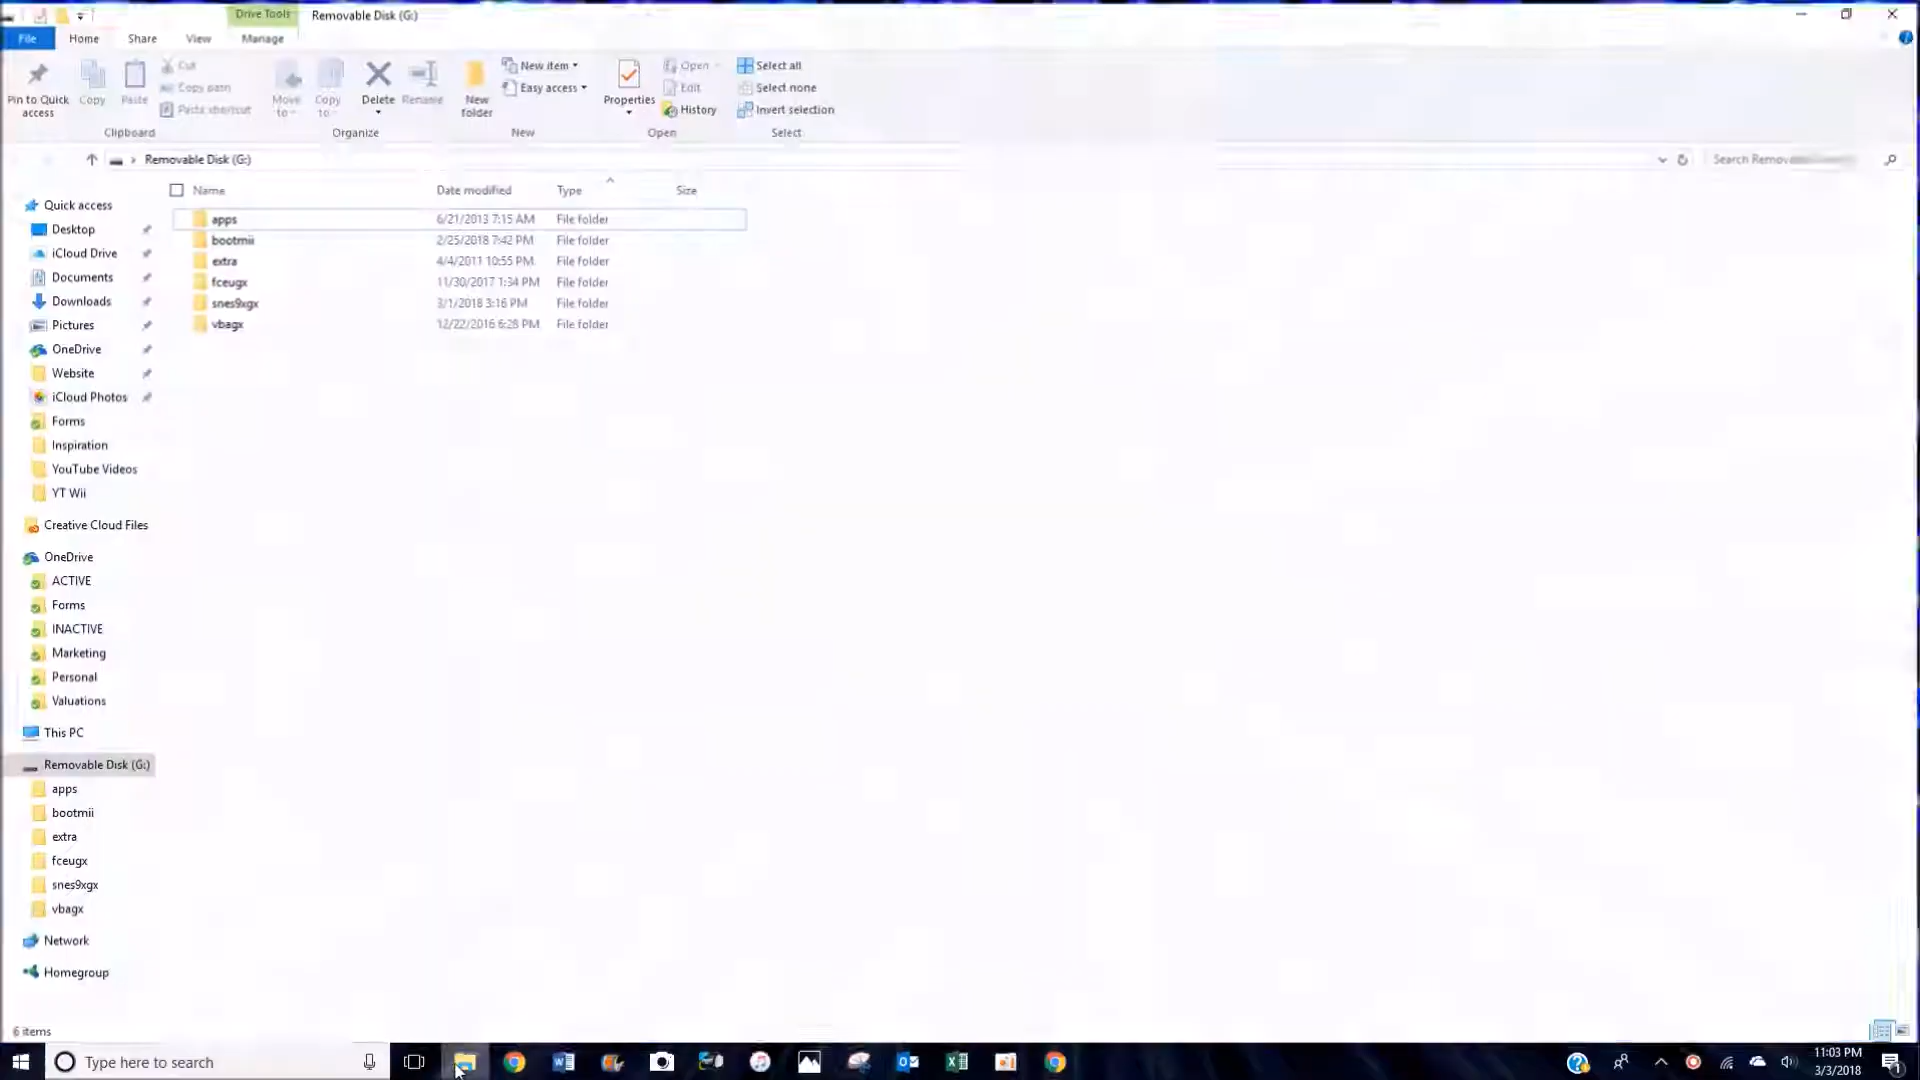 Drive Tools
Removable Disk (G:)
File
Home
Share
View
Manage
Pin to Quick access
Copy
Paste
Cut
Copy path
Paste shortcut
Clipboard
Move to
Copy to
Delete
Rename
Organize
New folder
New item
Easy access
New
Properties
Open
Edit
History
Open
Select all
Select none
Invert selection
Select
Removable Disk (G:)
Search
Name Date modified Type Size
apps 6/21/2013 7:15 AM File folder
bootmii 2/25/2018 7:42 PM File folder
extra 4/4/2011 10:55 PM File folder
fceugx 11/30/2017 1:34 PM File folder
snes9xgx 3/1/2018 3:16 PM File folder
vbagx 12/22/2016 6:28 PM File folder
Quick access
Desktop
iCloud Drive
Documents
Downloads
Pictures
OneDrive
Website
iCloud Photos
Forms
Inspiration
YouTube Videos
YT Wii
Creative Cloud Files
OneDrive
ACTIVE
Forms
INACTIVE
Marketing
Personal
Valuations
This PC
Removable Disk (G:)
apps
bootmii
extra
fceugx
snes9xgx
vbagx
Network
Homegroup
6 items
Type here to search
11:03 PM
3/3/2018